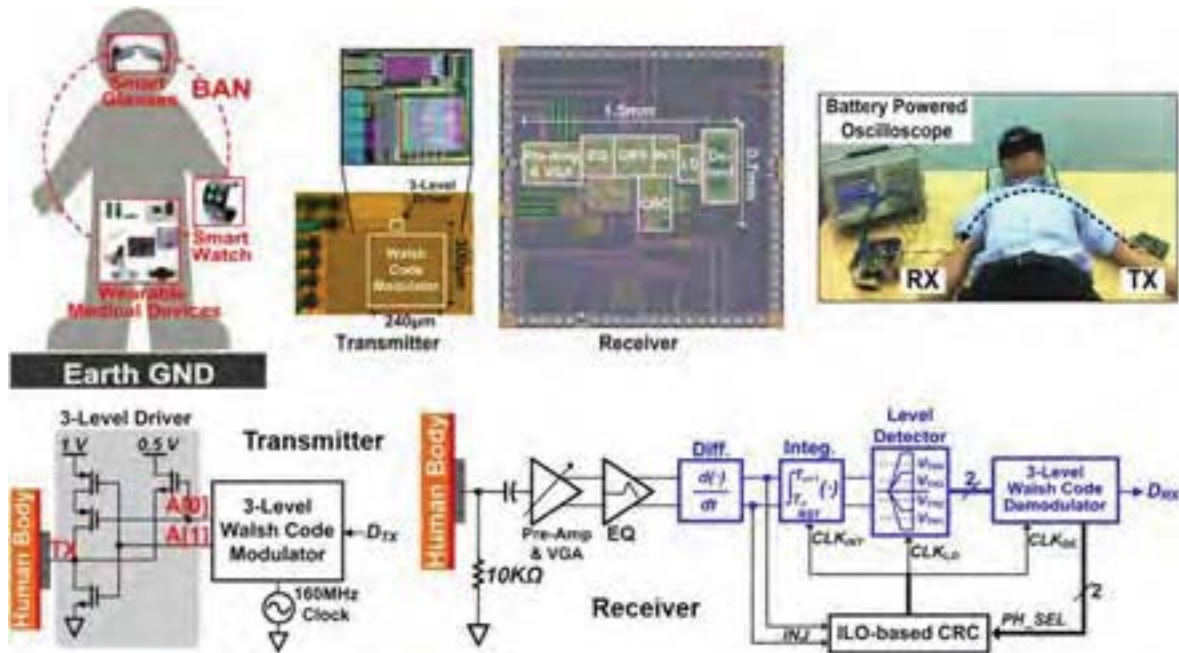 Smart
Glasses
BAN
Smart
Watch
Wearable
Medical Devices
Earth GND
3-Level
Driver
Walsh
Code
Modulator
240µm
Transmitter
1.5mm
Pre-Amp
& VGA
EQ
LD
CRC
0.7mm
Receiver
Battery Powered
Oscilloscope
RX
TX
3-Level Driver
1 V
0.5 V
Human Body
TX
A[0]
A[1]
Transmitter
3-Level
Walsh Code
Modulator
DTX
160MHz
Clock
Human Body
10KΩ
Pre-Amp
& VGA
EQ
Diff.
d(·)
dt
Integ.
(·)
RST
Level
Detector
2
3-Level
Walsh Code
Demodulator
DRX
CLKINT
CLKLD
CLKDE
2
PH_SEL
INJ
ILO-based CRC
Receiver